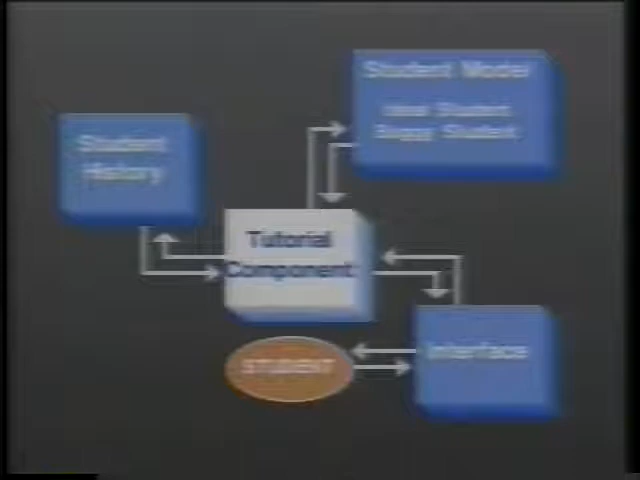 Student Model
Ideal Student
Buggy Student
Student
History
Tutorial
Component
Interface
STUDENT